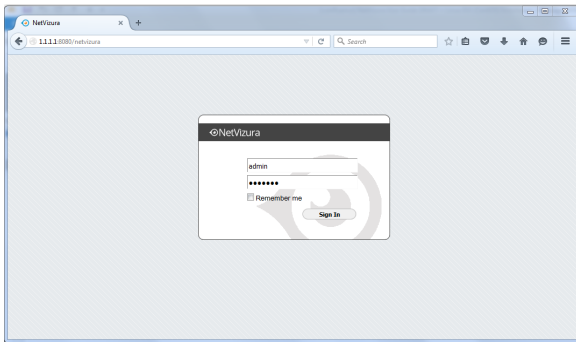 NetVizura
1.1.1.1:8080/netvizura
Search
NetVizura
admin
•••••••
Remember me
Sign In